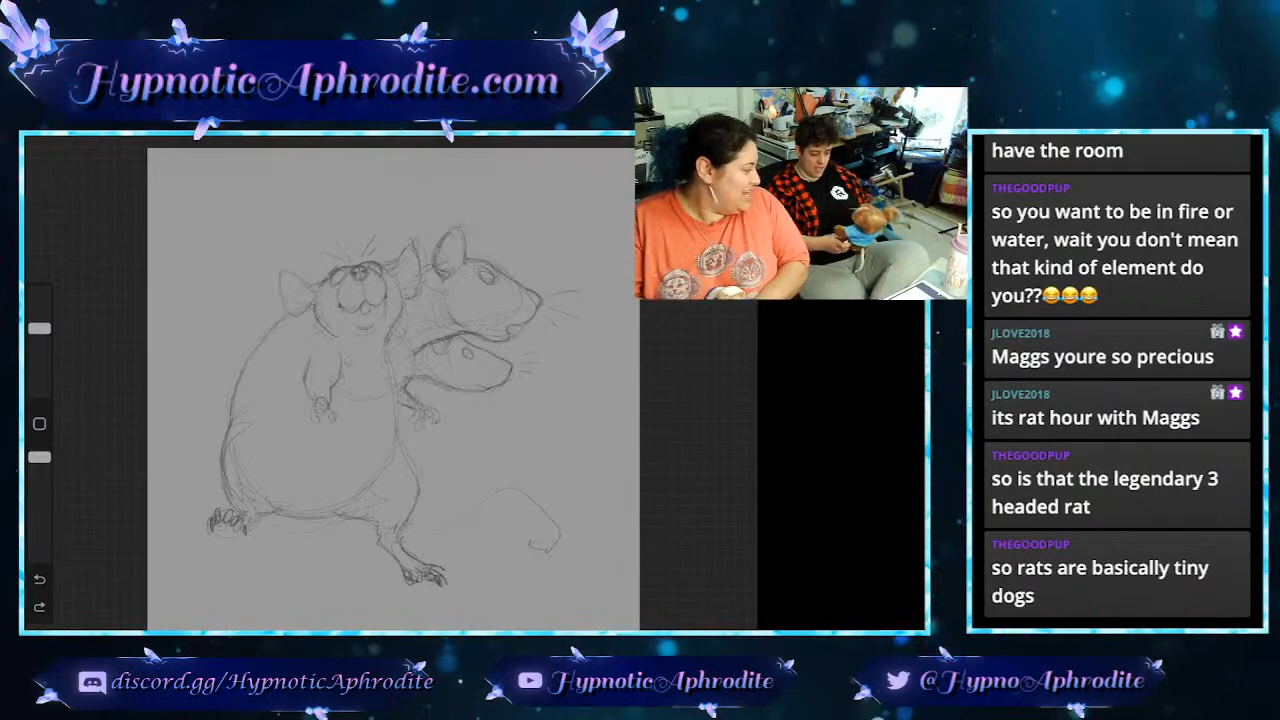 HypnoticAphrodite.com
have the room
THEGOODPUP
so you want to be in fire or
water, wait you don't mean
that kind of element do
you??😂😂😂
JLOVE2018
Maggs youre so precious
JLOVE2018
its rat hour with Maggs
THEGOODPUP
so is that the legendary 3
headed rat
THEGOODPUP
so rats are basically tiny
dogs
discord.gg/HypnoticAphrodite
HypnoticAphrodite
@HypnoAphrodite